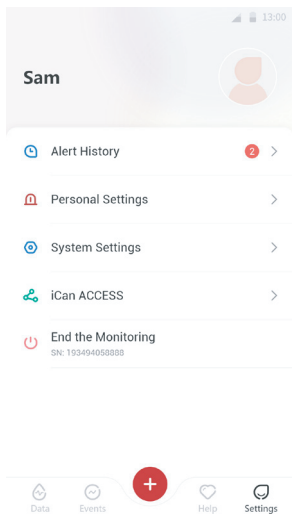 13:00
Sam
Alert History 2
Personal Settings
System Settings
iCan ACCESS
End the Monitoring
SN: 193494058888
Data Events Help Settings